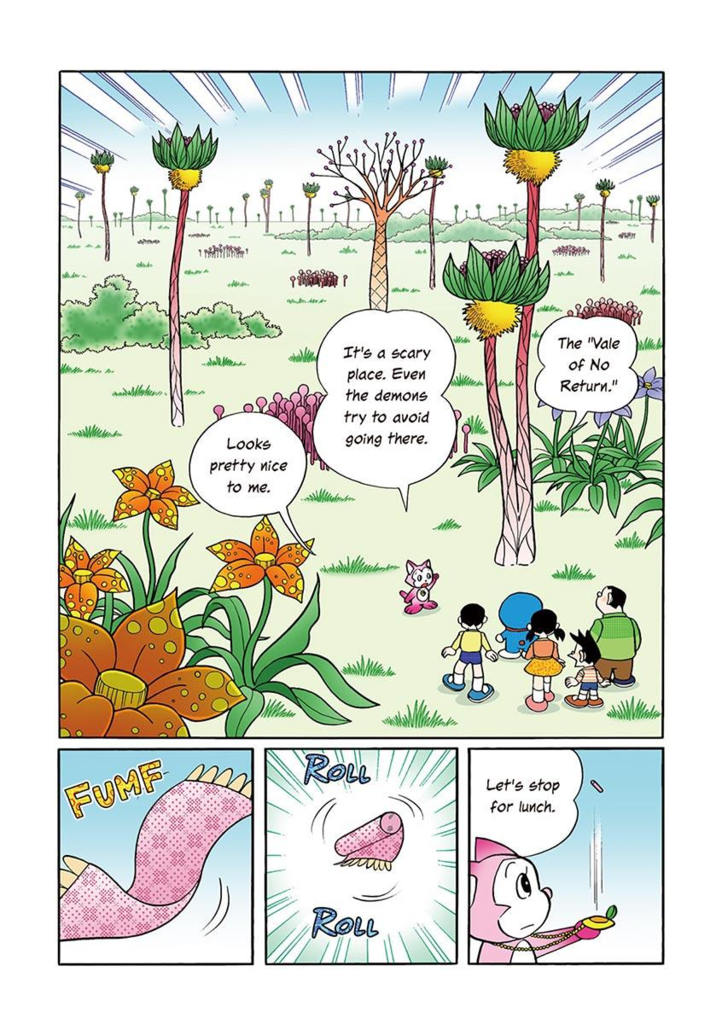 The "Vale
of No
Return."
It's a scary
place. Even
the demons
try to avoid
going there.
Looks
pretty nice
to me.
FUMF
ROLL
ROLL
Let's stop
for lunch.